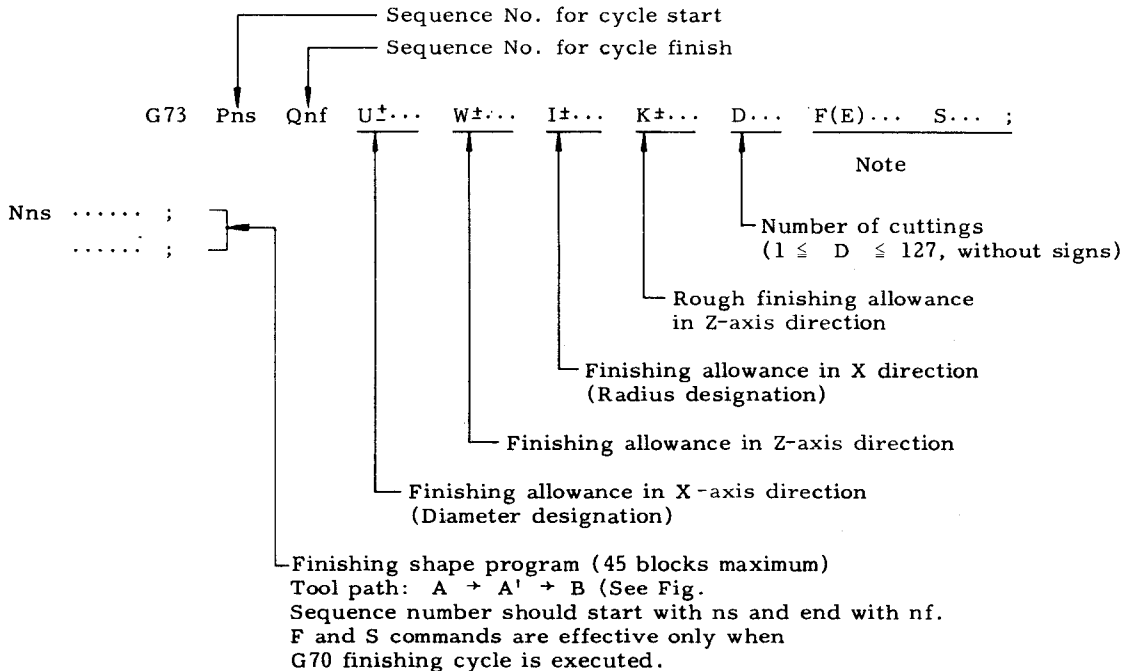 Sequence No. for cycle start
Sequence No. for cycle finish
G73 Pns Qnf U±··· W±··· I±··· K±··· D··· F(E)··· S··· ;
Note
Nns ······ ;
······ ;
Number of cuttings
(1 ≦ D ≦ 127, without signs)
Rough finishing allowance
in Z-axis direction
Finishing allowance in X direction
(Radius designation)
Finishing allowance in Z-axis direction
Finishing allowance in X-axis direction
(Diameter designation)
Finishing shape program (45 blocks maximum)
Tool path: A → A' → B (See Fig.
Sequence number should start with ns and end with nf.
F and S commands are effective only when
G70 finishing cycle is executed.